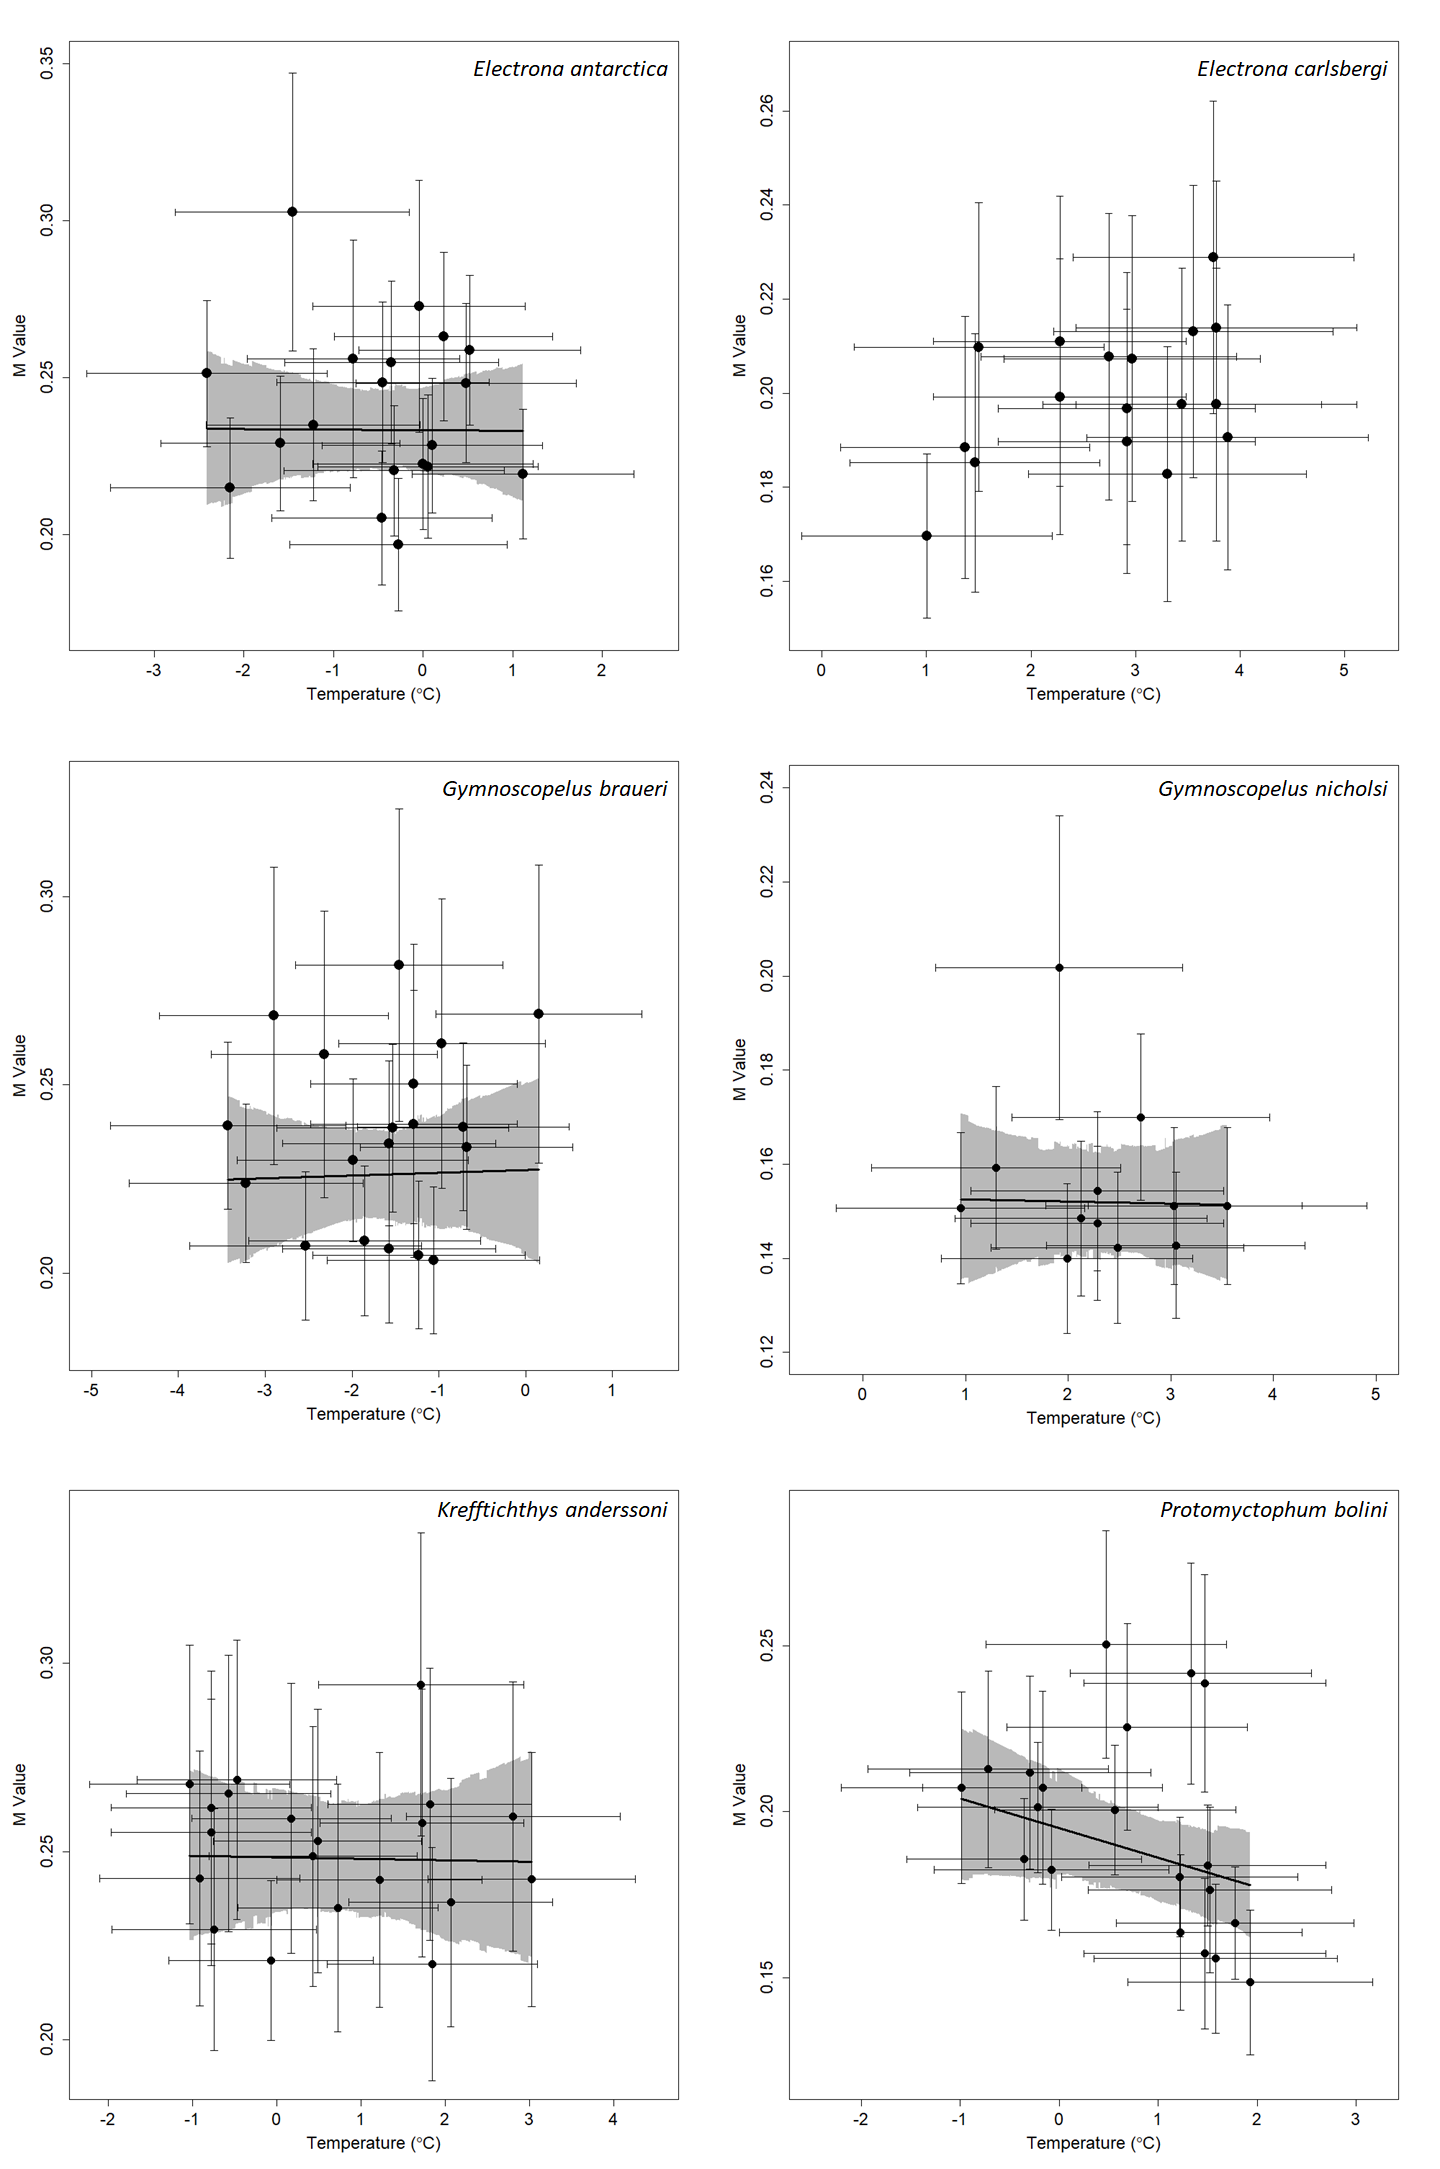 Electrona antarctica
M Value
0.20 0.25 0.30 0.35
-3 -2 -1 0 1 2
Temperature (°C)
Electrona carlsbergi
M Value
0.16 0.18 0.20 0.22 0.24 0.26
0 1 2 3 4 5
Temperature (°C)
Gymnoscopelus braueri
M Value
0.20 0.25 0.30
-5 -4 -3 -2 -1 0 1
Temperature (°C)
Gymnoscopelus nicholsi
M Value
0.12 0.14 0.16 0.18 0.20 0.22 0.24
0 1 2 3 4 5
Temperature (°C)
Krefftichthys anderssoni
M Value
0.20 0.25 0.30
-2 -1 0 1 2 3 4
Temperature (°C)
Protomyctophum bolini
M Value
0.15 0.20 0.25
-2 -1 0 1 2 3
Temperature (°C)